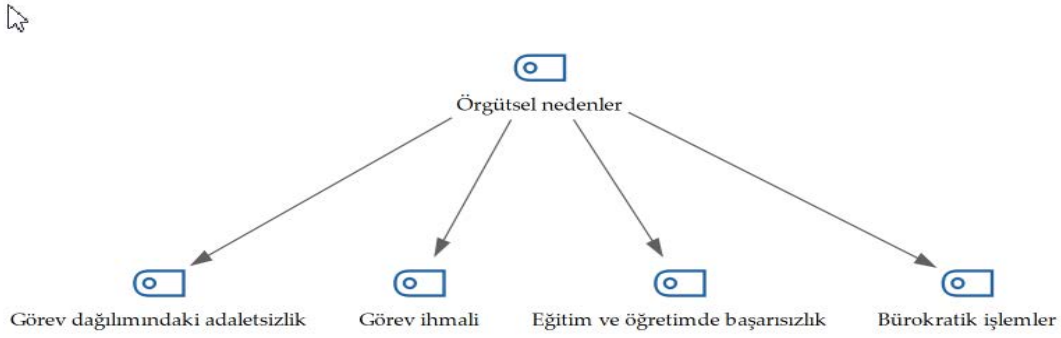 Örgütsel nedenler
Görev dağılımındaki adaletsizlik
Görev ihmali
Eğitim ve öğretimde başarısızlık
Bürokratik işlemler